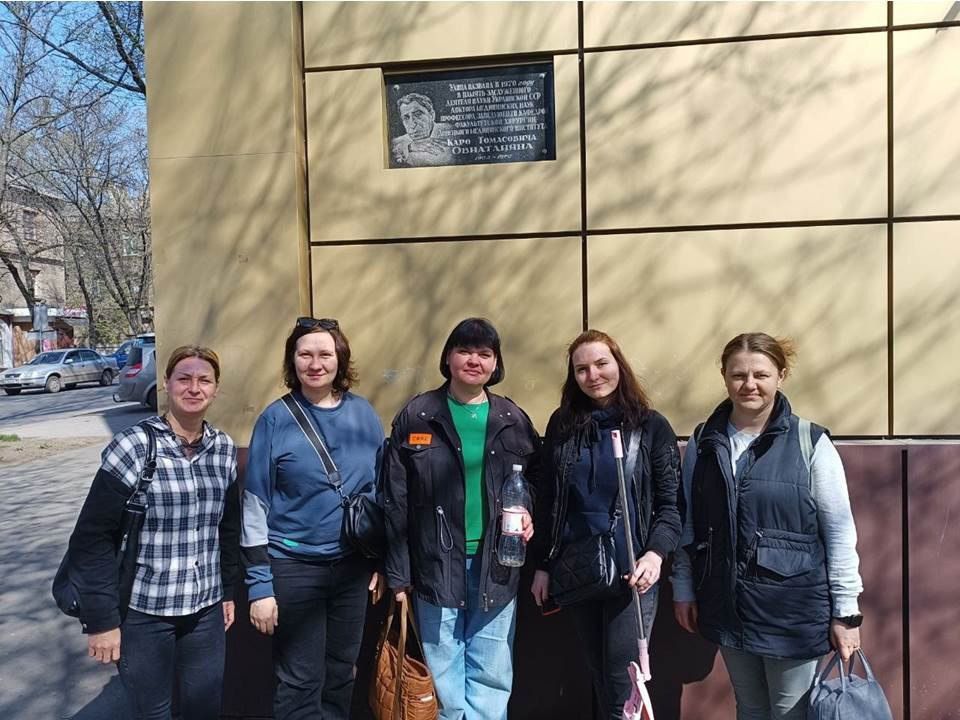 Улица названа в 1970 году
в память заслуженного
деятеля науки Украинской ССР
доктора медицинских наук
профессора, заведующего кафедрой
факультетской хирургии
Донецкого медицинского института
Каро Томасовича
Овнатаняна